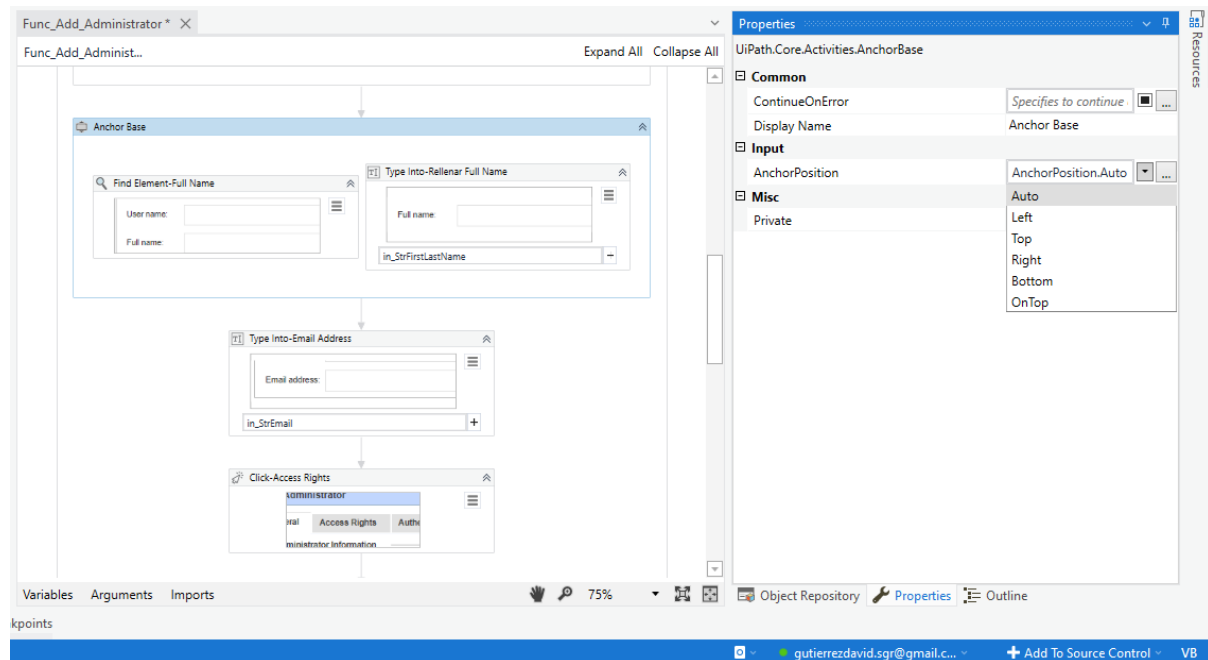 Func_Add_Administrator*
Func_Add_Administ...
Expand All Collapse All
Anchor Base
Find Element-Full Name
User name:
Full name:
Type Into-Rellenar Full Name
Full name:
in_StrFirstLastName
Type Into-Email Address
Email address:
in_StrEmail
Click-Access Rights
Administrator
eral Access Rights Autho
ministrator Information
Variables Arguments Imports
75%
kpoints
Properties
UiPath.Core.Activities.AnchorBase
Common
ContinueOnError Specifies to continue
...
Display Name Anchor Base
Input
AnchorPosition AnchorPosition.Auto
...
Misc
Private
Auto
Left
Top
Right
Bottom
OnTop
Object Repository Properties Outline
Resources
gutierrezdavid.sgr@gmail.c... Add To Source Control VB